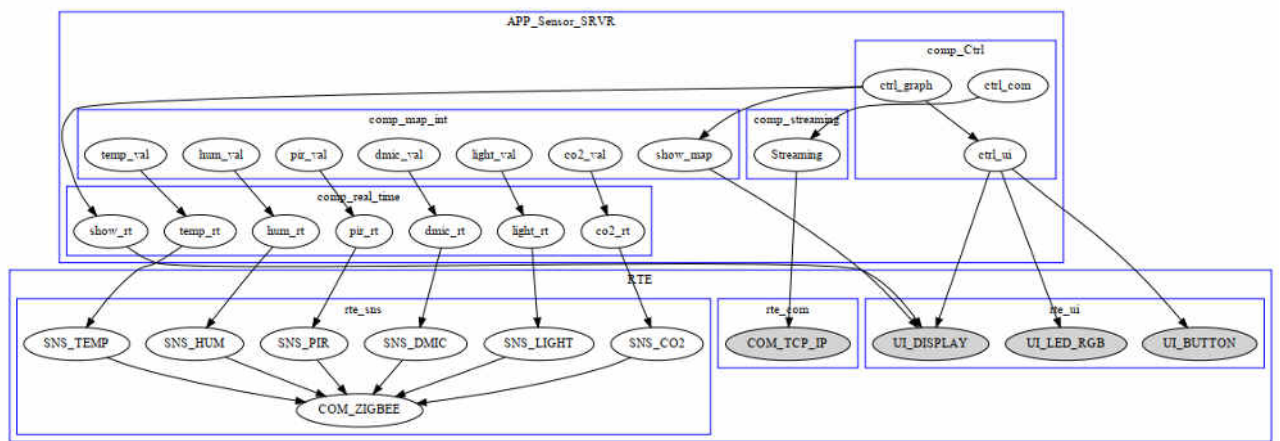 APP_Sensor_SRVR
comp_Ctrl
ctrl_graph
ctrl_com
comp_map_int
comp_streaming
temp_val
hum_val
pir_val
dmic_val
light_val
co2_val
show_map
Streaming
ctrl_ui
comp_real_time
show_rt
temp_rt
hum_rt
pir_rt
dmic_rt
light_rt
co2_rt
RTE
rte_sns
rte_com
rte_ui
SNS_TEMP
SNS_HUM
SNS_PIR
SNS_DMIC
SNS_LIGHT
SNS_CO2
COM_TCP_IP
UI_DISPLAY
UI_LED_RGB
UI_BUTTON
COM_ZIGBEE